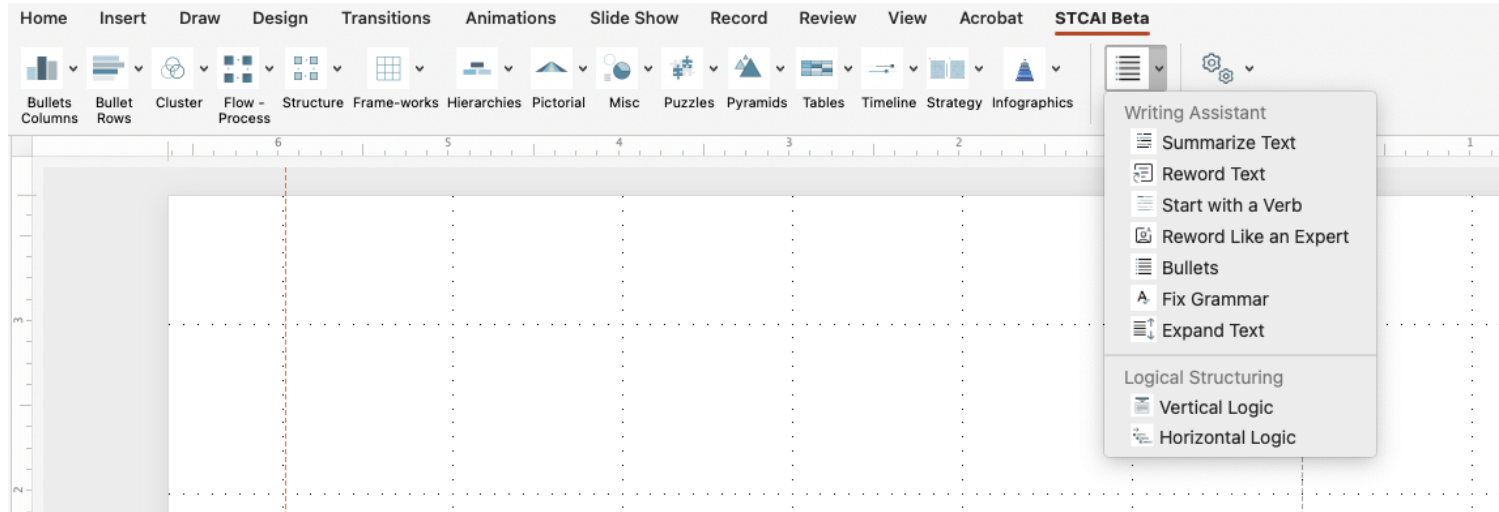 Home Insert Draw Design Transitions Animations Slide Show Record Review View Acrobat STCAI Beta
Bullets Columns
Bullet Rows
Cluster
Flow - Process
Structure
Frame-works
Hierarchies
Pictorial
Misc
Puzzles
Pyramids
Tables
Timeline
Strategy
Infographics
6 5 4 3 2 1
3
2
Writing Assistant
Summarize Text
Reword Text
Start with a Verb
Reword Like an Expert
Bullets
Fix Grammar
Expand Text
Logical Structuring
Vertical Logic
Horizontal Logic